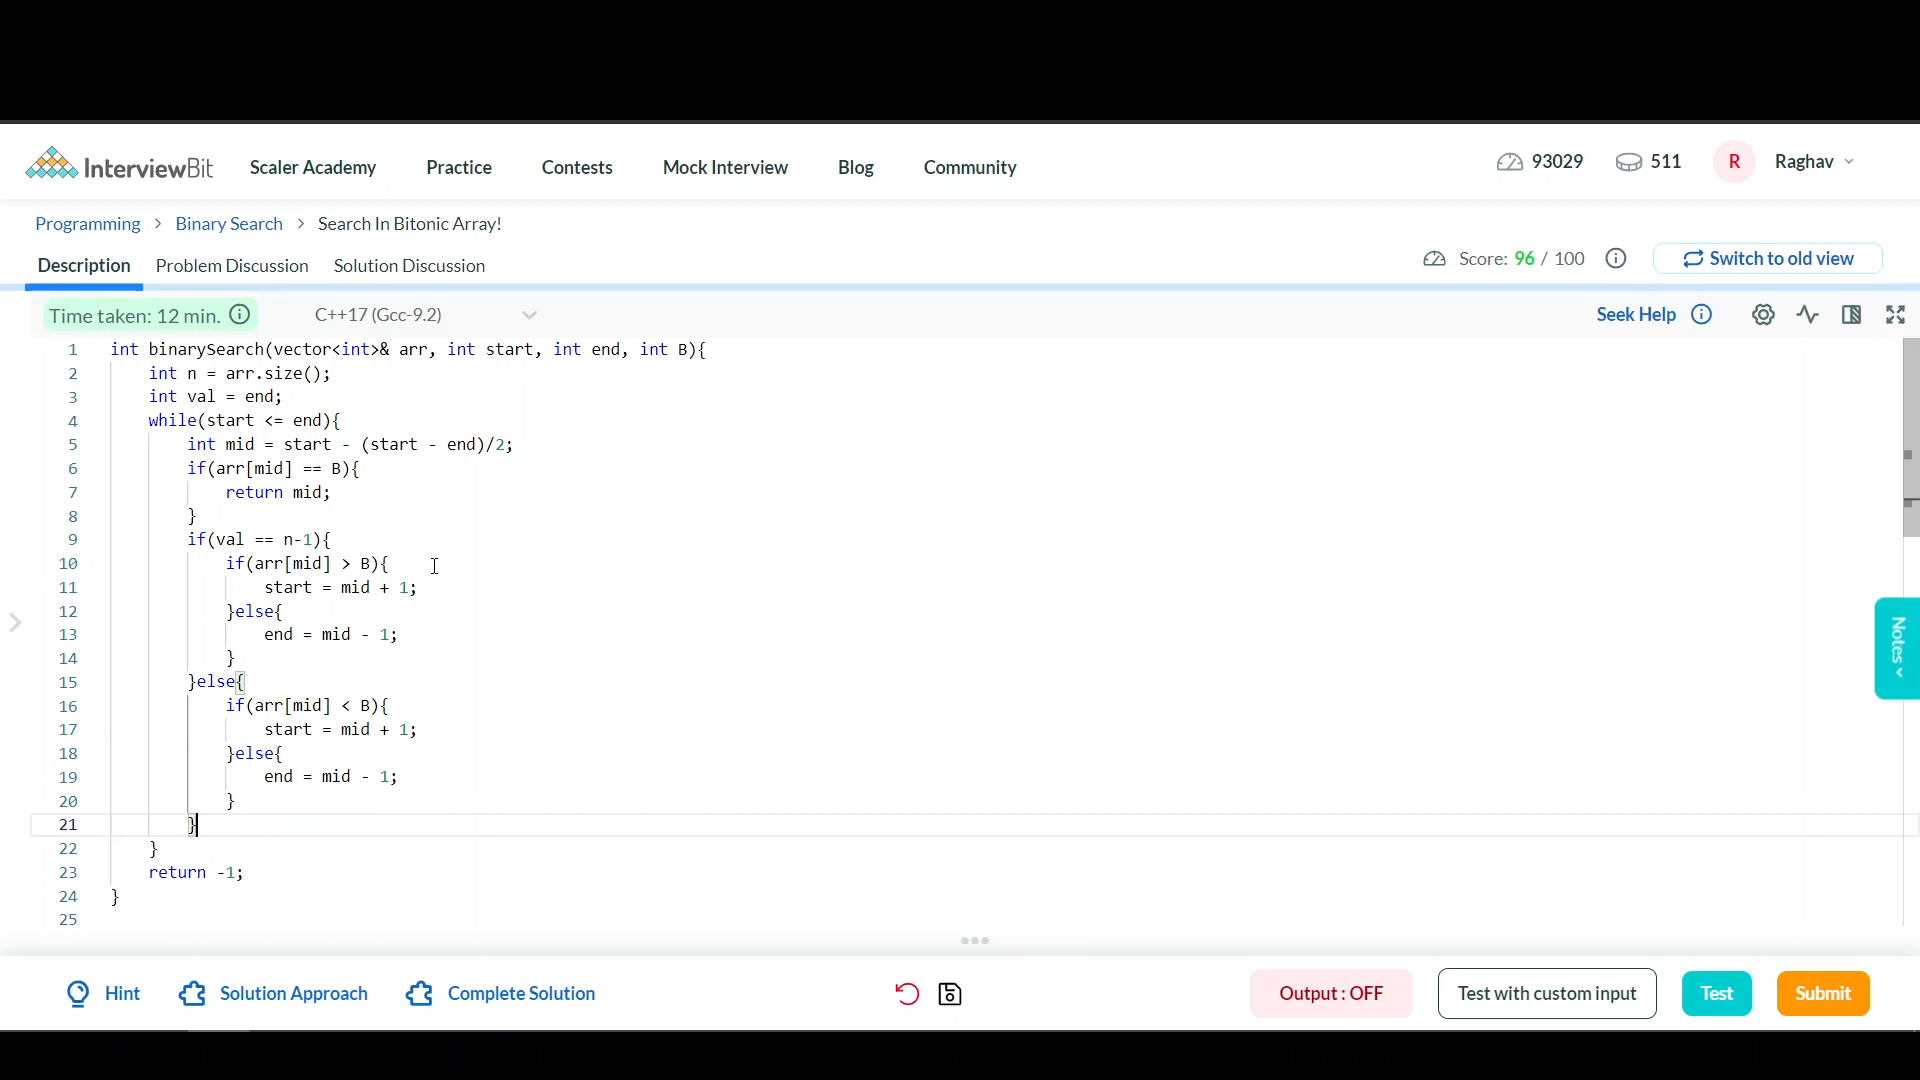 InterviewBit Scaler Academy Practice Contests Mock Interview Blog Community 93029 511 R Raghav
Programming > Binary Search > Search In Bitonic Array!
Description Problem Discussion Solution Discussion Score: 96 / 100 Switch to old view
Time taken: 12 min. C++17 (Gcc-9.2) Seek Help
1 int binarySearch(vector<int>& arr, int start, int end, int B){
2 int n = arr.size();
3 int val = end;
4 while(start <= end){
5 int mid = start - (start - end)/2;
6 if(arr[mid] == B){
7 return mid;
8 }
9 if(val == n-1){
10 if(arr[mid] > B){
11 start = mid + 1;
12 }else{
13 end = mid - 1;
14 }
15 }else{
16 if(arr[mid] < B){
17 start = mid + 1;
18 }else{
19 end = mid - 1;
20 }
21 }
22 }
23 return -1;
24 }
25
Notes
Hint Solution Approach Complete Solution Output : OFF Test with custom input Test Submit